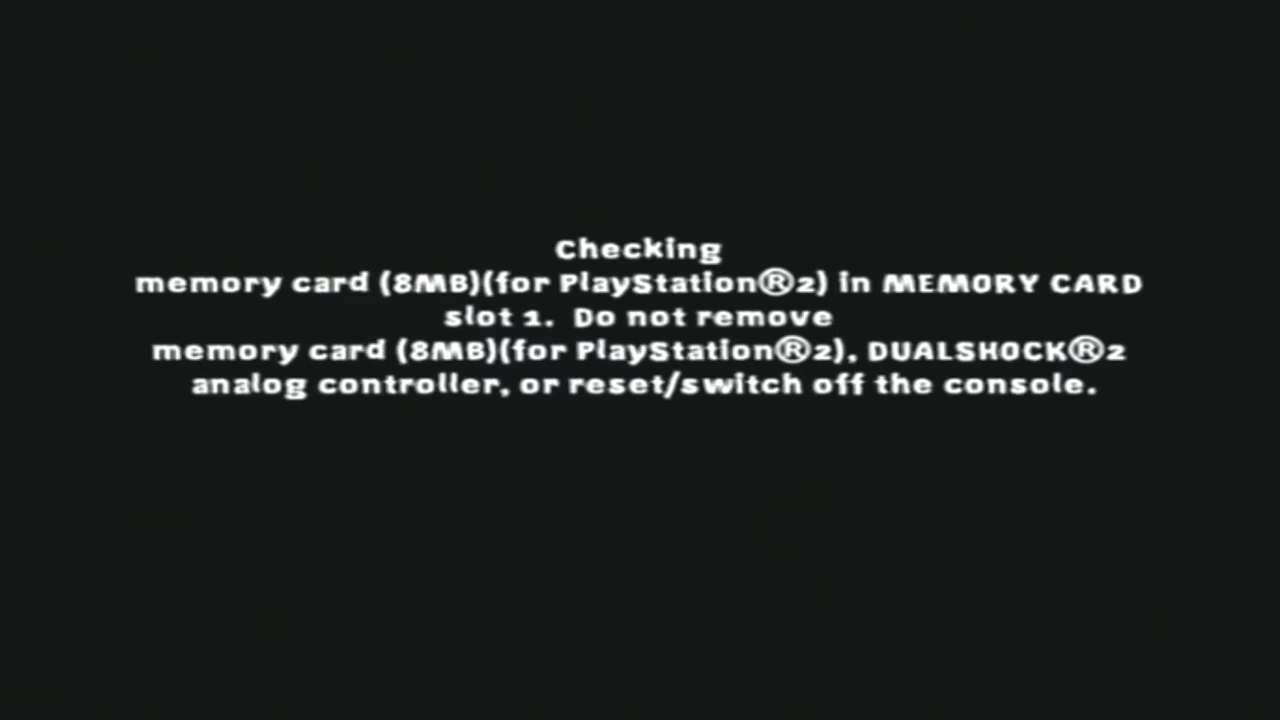 Checking
memory card (8MB)(for PlayStation®2) in MEMORY CARD
slot 1.  Do not remove
memory card (8MB)(for PlayStation®2), DUALSHOCK®2
analog controller, or reset/switch off the console.